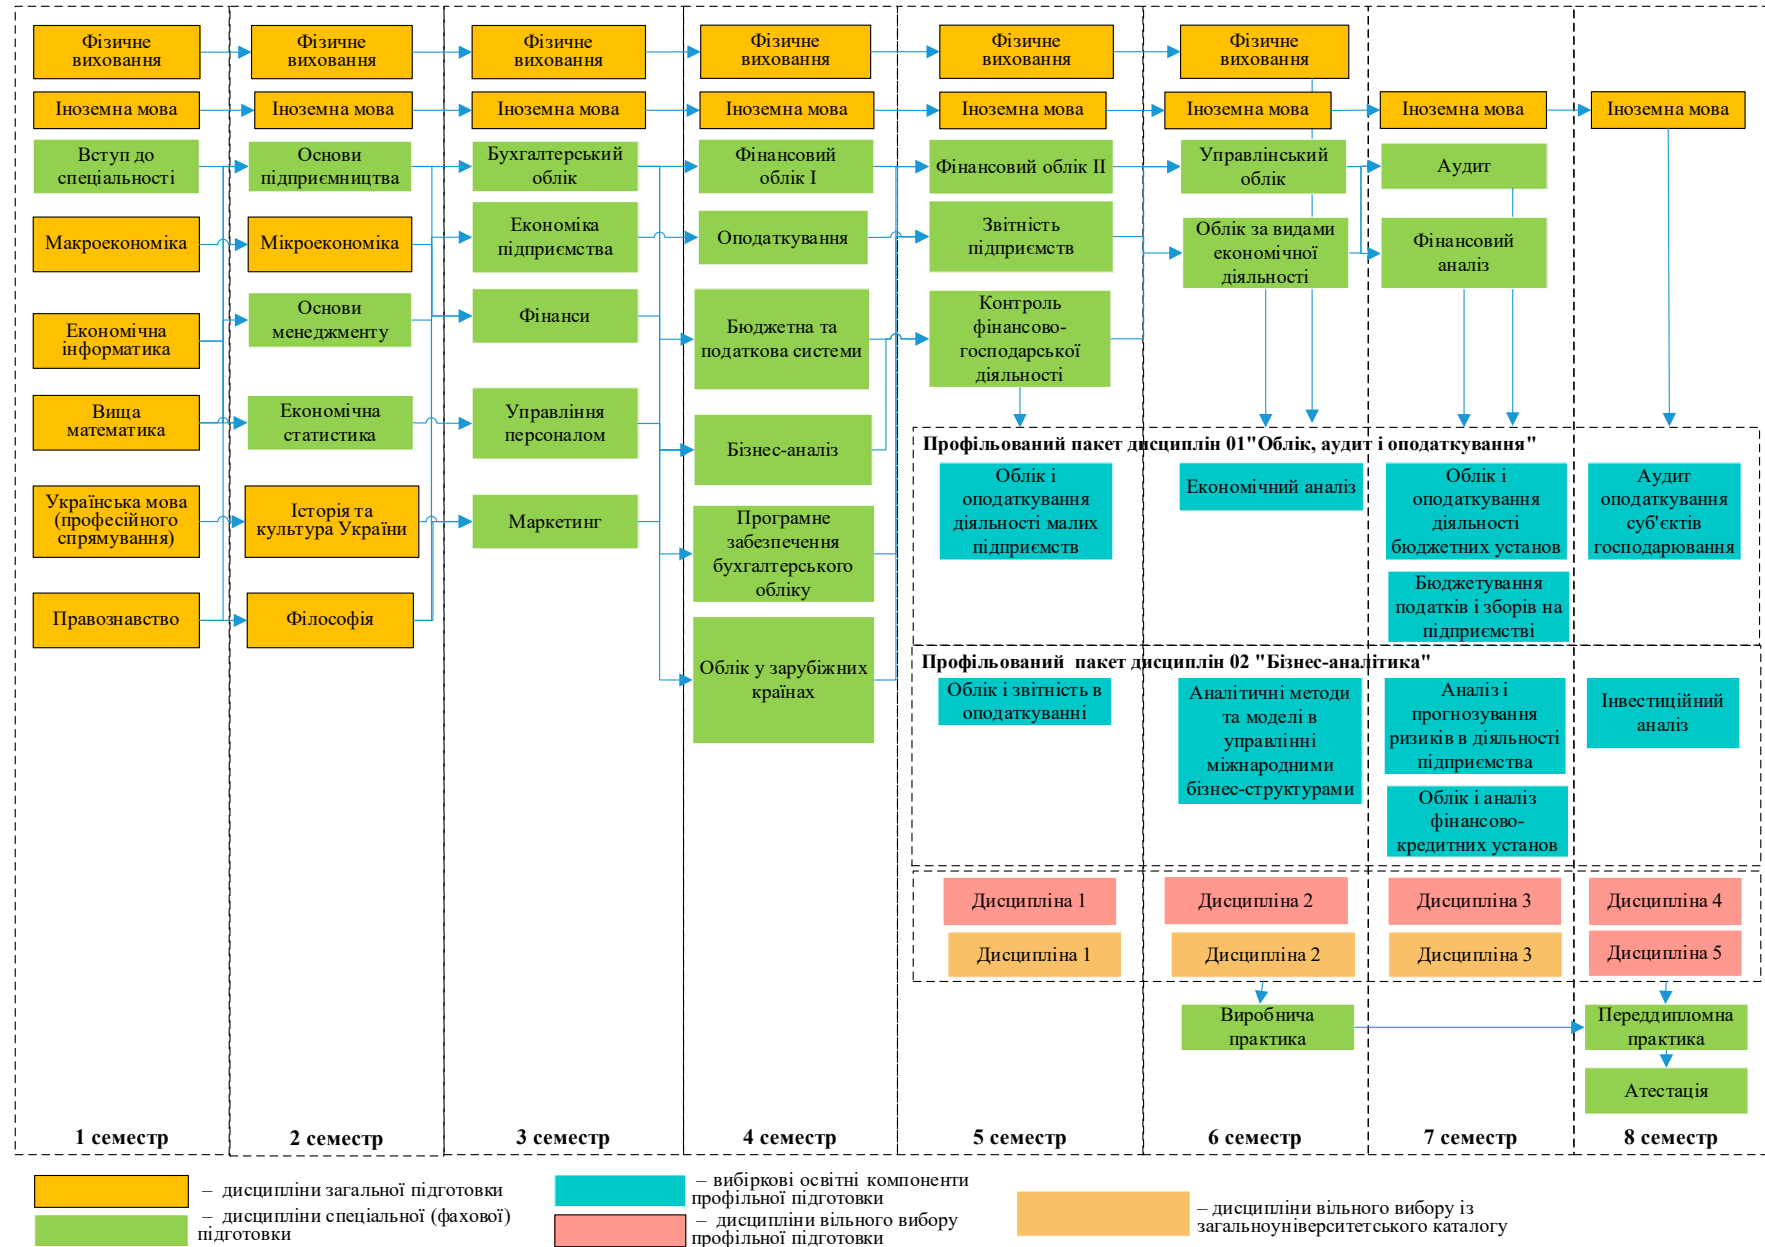 Фізичне
виховання
Фізичне
виховання
Фізичне
виховання
Фізичне
виховання
Фізичне
виховання
Фізичне
виховання
Іноземна мова
Іноземна мова
Іноземна мова
Іноземна мова
Іноземна мова
Іноземна мова
Іноземна мова
Іноземна мова
Вступ до
спеціальності
Основи
підприємництва
Бухгалтерський
облік
Фінансовий
облік І
Фінансовий облік ІІ
Управлінський
облік
Аудит
Макроекономіка
Мікроекономіка
Економіка
підприємства
Оподаткування
Звітність
підприємств
Облік за видами
економічної
діяльності
Фінансовий
аналіз
Економічна
інформатика
Основи
менеджменту
Фінанси
Бюджетна та
податкова системи
Контроль
фінансово-
господарської
діяльності
Вища
математика
Економічна
статистика
Управління
персоналом
Бізнес-аналіз
Профільований пакет дисциплін 01"Облік, аудит і оподаткування"
Облік і
оподаткування
діяльності малих
підприємств
Економічний аналіз
Облік і
оподаткування
діяльності
бюджетних установ
Аудит
оподаткування
суб'єктів
господарювання
Українська мова
(професійного
спрямування)
Історія та
культура України
Маркетинг
Програмне
забезпечення
бухгалтерського
обліку
Бюджетування
податків і зборів на
підприємстві
Правознавство
Філософія
Облік у зарубіжних
країнах
Профільований  пакет дисциплін 02 "Бізнес-аналітика"
Облік і звітність в
оподаткуванні
Аналітичні методи
та моделі в
управлінні
міжнародними
бізнес-структурами
Аналіз і
прогнозування
ризиків в діяльності
підприємства
Інвестиційний
аналіз
Облік і аналіз
фінансово-
кредитних установ
Дисципліна 1
Дисципліна 2
Дисципліна 3
Дисципліна 4
Дисципліна 1
Дисципліна 2
Дисципліна 3
Дисципліна 5
Виробнича
практика
Переддипломна
практика
Атестація
1 семестр
2 семестр
3 семестр
4 семестр
5 семестр
6 семестр
7 семестр
8 семестр
– дисципліни загальної підготовки
– дисципліни спеціальної (фахової)
підготовки
– вибіркові освітні компоненти
профільної підготовки
– дисципліни вільного вибору
профільної підготовки
– дисципліни вільного вибору із
загальноуніверситетського каталогу